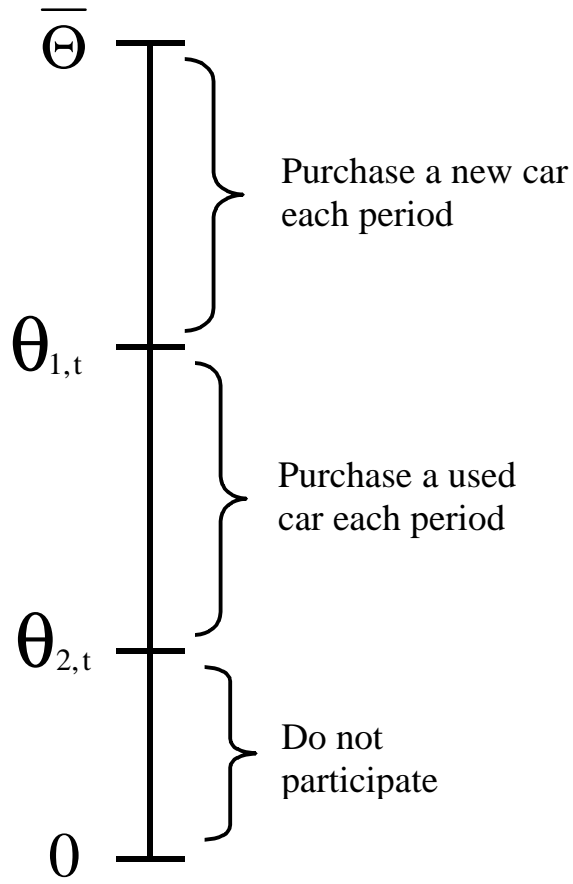 Θ̅
Purchase a new car
each period
θ1,t
Purchase a used
car each period
θ2,t
Do not
participate
0